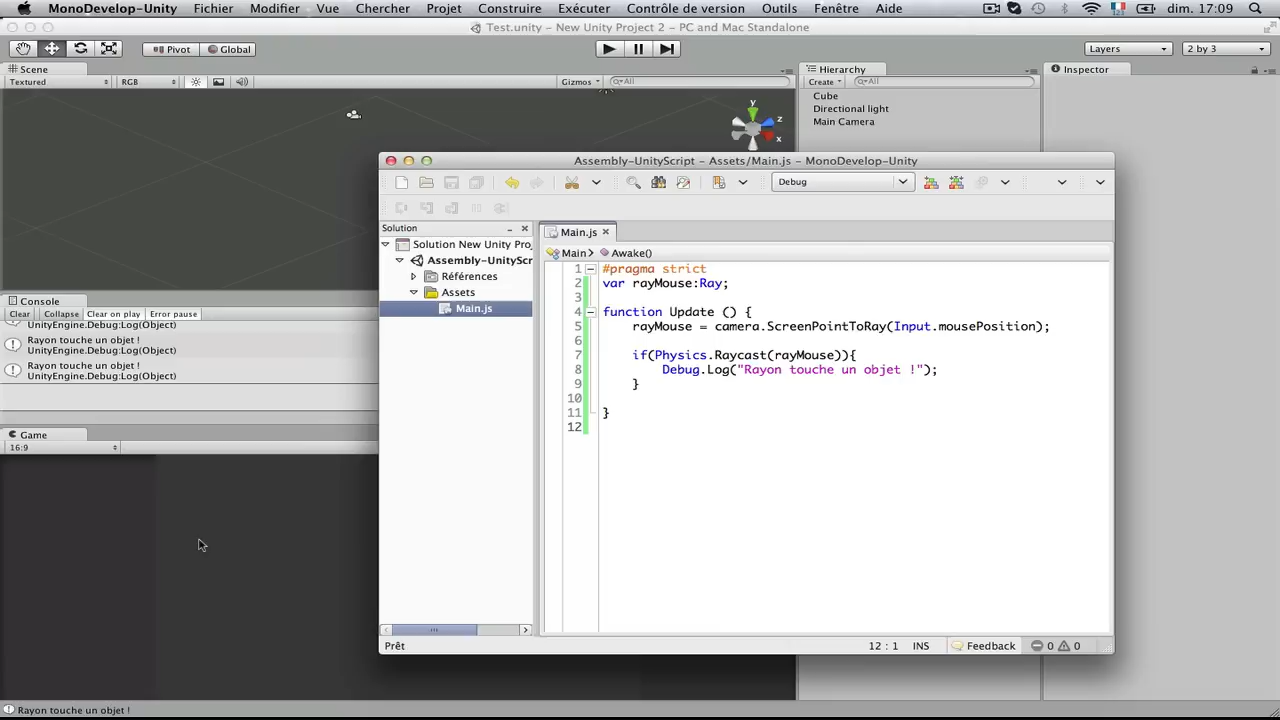 MonoDevelop-Unity Fichier Modifier Vue Chercher Projet Construire Exécuter Contrôle de version Outils Fenêtre Aide dim. 17:09
Test.unity - New Unity Project 2 - PC and Mac Standalone
Pivot Global Layers 2 by 3
Scene Hierarchy Inspector
Textured RGB Gizmos All Create All
Cube
Directional light
Main Camera
y
z
x
Assembly-UnityScript - Assets/Main.js - MonoDevelop-Unity
Debug
Solution
Main.js
Solution New Unity Proj
Main Awake()
Assembly-UnityScr
Références
Assets
Main.js
1 #pragma strict
2 var rayMouse:Ray;
3
4 function Update () {
5 rayMouse = camera.ScreenPointToRay(Input.mousePosition);
6
7 if(Physics.Raycast(rayMouse)){
8 Debug.Log("Rayon touche un objet !");
9 }
10
11 }
12
Prêt 12 : 1 INS Feedback 0 0
Console
Clear Collapse Clear on play Error pause
UnityEngine.Debug:Log(Object)
Rayon touche un objet !
UnityEngine.Debug:Log(Object)
Rayon touche un objet !
UnityEngine.Debug:Log(Object)
Game
16:9
Rayon touche un objet !